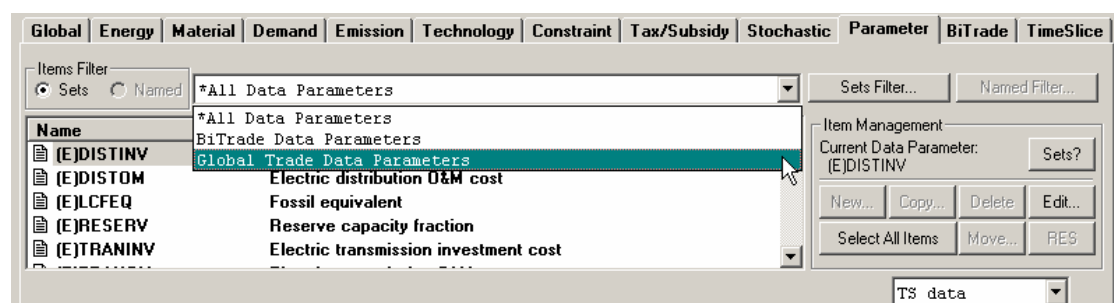 Global Energy Material Demand Emission Technology Constraint Tax/Subsidy Stochastic Parameter BiTrade TimeSlice
Items Filter
Sets Named *All Data Parameters Sets Filter... Named Filter...
*All Data Parameters
BiTrade Data Parameters
Global Trade Data Parameters
Name
(E)DISTINV
(E)DISTOM Electric distribution O&M cost
(E)LCFEQ Fossil equivalent
(E)RESERV Reserve capacity fraction
(E)TRANINV Electric transmission investment cost
Item Management
Current Data Parameter:
(E)DISTINV
Sets?
New... Copy... Delete Edit...
Select All Items Move... RES
TS data